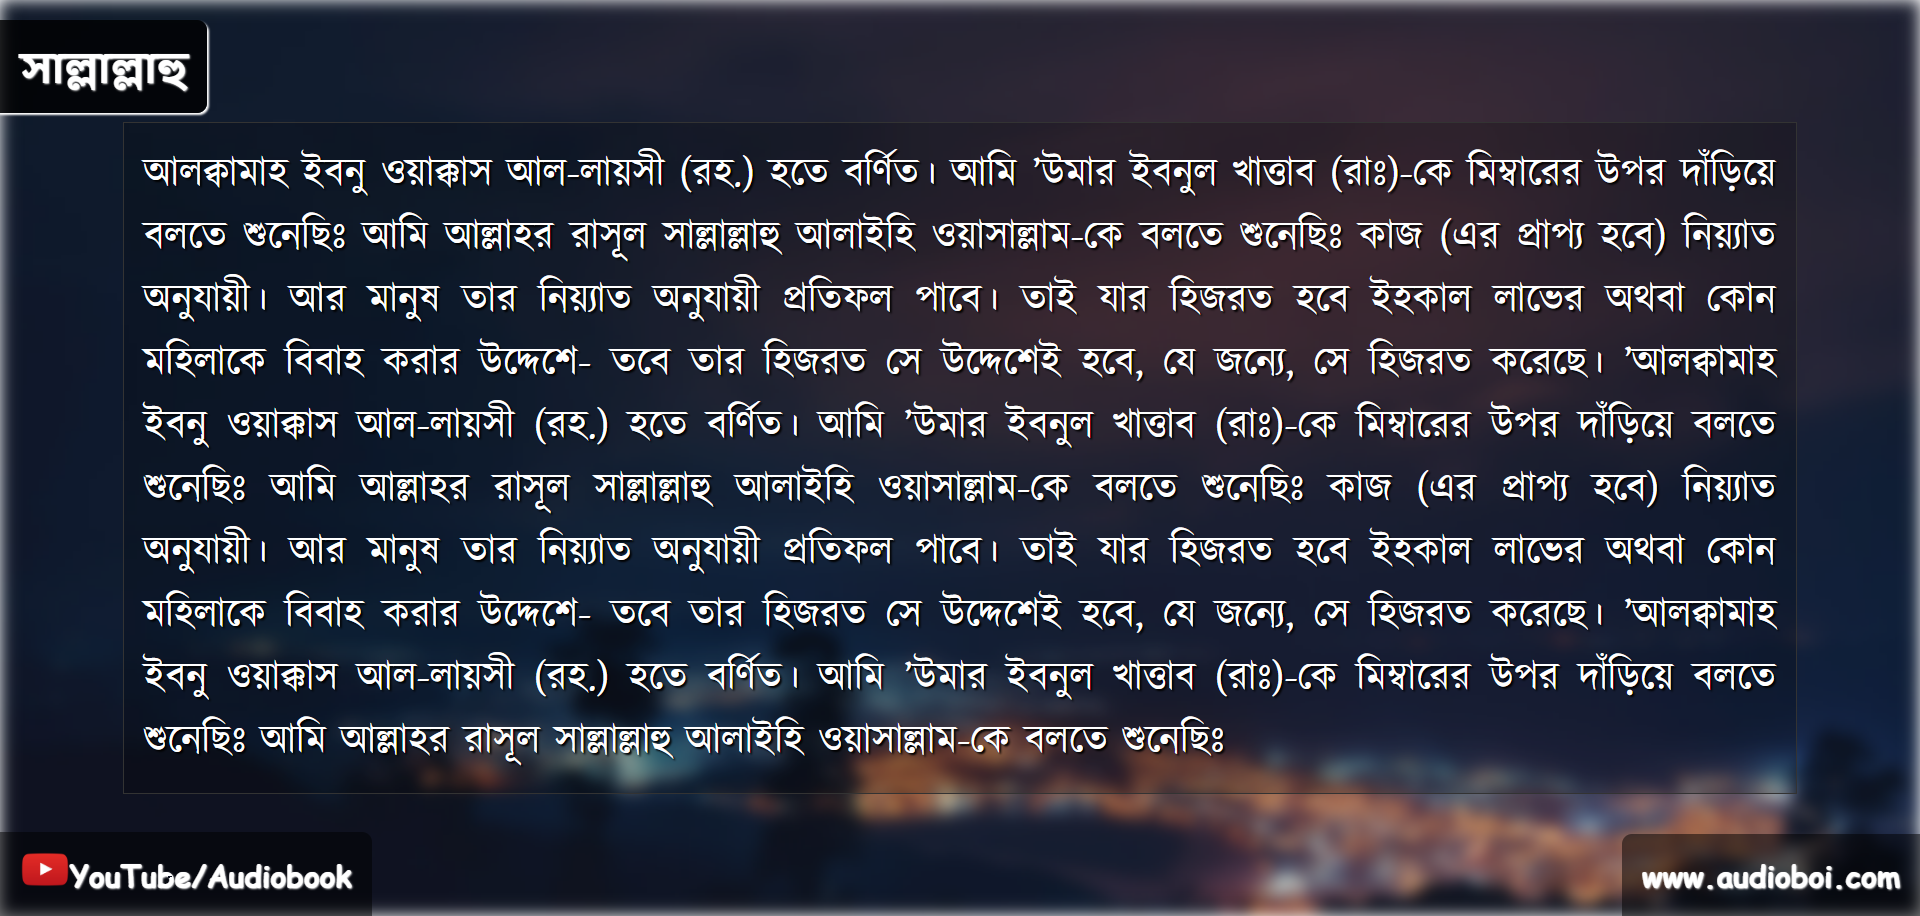 সাল্লাল্লাহু
আলক্বামাহ ইবনু ওয়াক্কাস আল-লায়সী (রহ.) হতে বর্ণিত। আমি ’উমার ইবনুল খাত্তাব (রাঃ)-কে মিম্বারের উপর দাঁড়িয়ে
বলতে শুনেছিঃ আমি আল্লাহর রাসূল সাল্লাল্লাহু আলাইহি ওয়াসাল্লাম-কে বলতে শুনেছিঃ কাজ (এর প্রাপ্য হবে) নিয়্যাত
অনুযায়ী। আর মানুষ তার নিয়্যাত অনুযায়ী প্রতিফল পাবে। তাই যার হিজরত হবে ইহকাল লাভের অথবা কোন
মহিলাকে বিবাহ করার উদ্দেশে- তবে তার হিজরত সে উদ্দেশেই হবে, যে জন্যে, সে হিজরত করেছে। ’আলক্বামাহ
ইবনু ওয়াক্কাস আল-লায়সী (রহ.) হতে বর্ণিত। আমি ’উমার ইবনুল খাত্তাব (রাঃ)-কে মিম্বারের উপর দাঁড়িয়ে বলতে
শুনেছিঃ আমি আল্লাহর রাসূল সাল্লাল্লাহু আলাইহি ওয়াসাল্লাম-কে বলতে শুনেছিঃ কাজ (এর প্রাপ্য হবে) নিয়্যাত
অনুযায়ী। আর মানুষ তার নিয়্যাত অনুযায়ী প্রতিফল পাবে। তাই যার হিজরত হবে ইহকাল লাভের অথবা কোন
মহিলাকে বিবাহ করার উদ্দেশে- তবে তার হিজরত সে উদ্দেশেই হবে, যে জন্যে, সে হিজরত করেছে। ’আলক্বামাহ
ইবনু ওয়াক্কাস আল-লায়সী (রহ.) হতে বর্ণিত। আমি ’উমার ইবনুল খাত্তাব (রাঃ)-কে মিম্বারের উপর দাঁড়িয়ে বলতে
শুনেছিঃ আমি আল্লাহর রাসূল সাল্লাল্লাহু আলাইহি ওয়াসাল্লাম-কে বলতে শুনেছিঃ
YouTube/Audiobook
www.audioboi.com